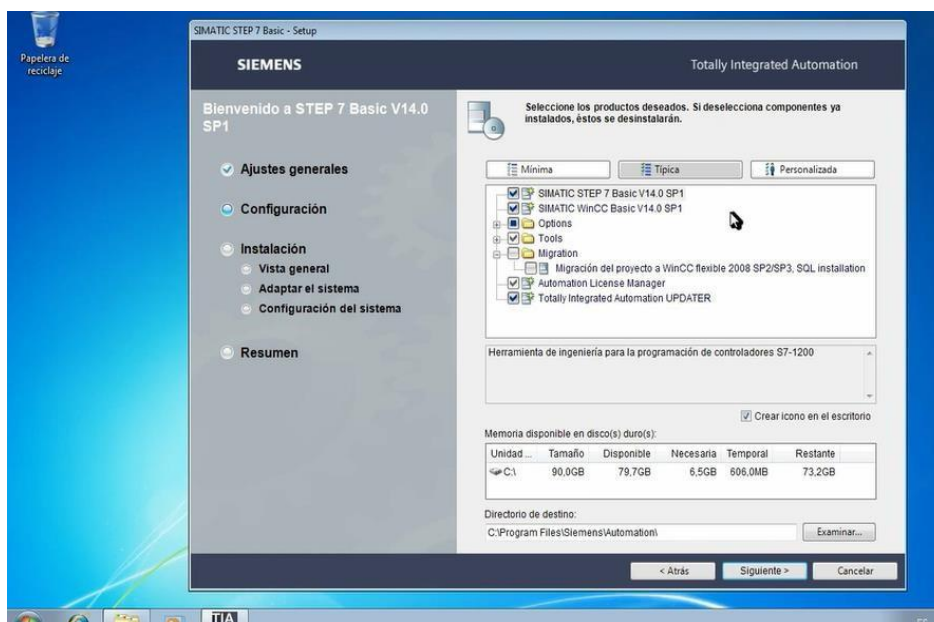 Papelera de
reciclaje
SIMATIC STEP 7 Basic - Setup
SIEMENS
Totally Integrated Automation
Bienvenido a STEP 7 Basic V14.0
SP1
Ajustes generales
Configuración
Instalación
Vista general
Adaptar el sistema
Configuración del sistema
Resumen
Seleccione los productos deseados. Si deselecciona componentes ya
instalados, éstos se desinstalarán.
Mínima
Típica
Personalizada
SIMATIC STEP 7 Basic V14.0 SP1
SIMATIC WinCC Basic V14.0 SP1
Options
Tools
Migration
Migración del proyecto a WinCC flexible 2008 SP2/SP3, SQL installation
Automation License Manager
Totally Integrated Automation UPDATER
Herramienta de ingeniería para la programación de controladores S7-1200
Crear icono en el escritorio
Memoria disponible en disco(s) duro(s):
Unidad... Tamaño Disponible Necesaria Temporal Restante
C:\ 90,0GB 79,7GB 6,5GB 606,0MB 73,2GB
Directorio de destino:
C:\Program Files\Siemens\Automation\
Examinar...
< Atrás
Siguiente >
Cancelar
TIA
ES